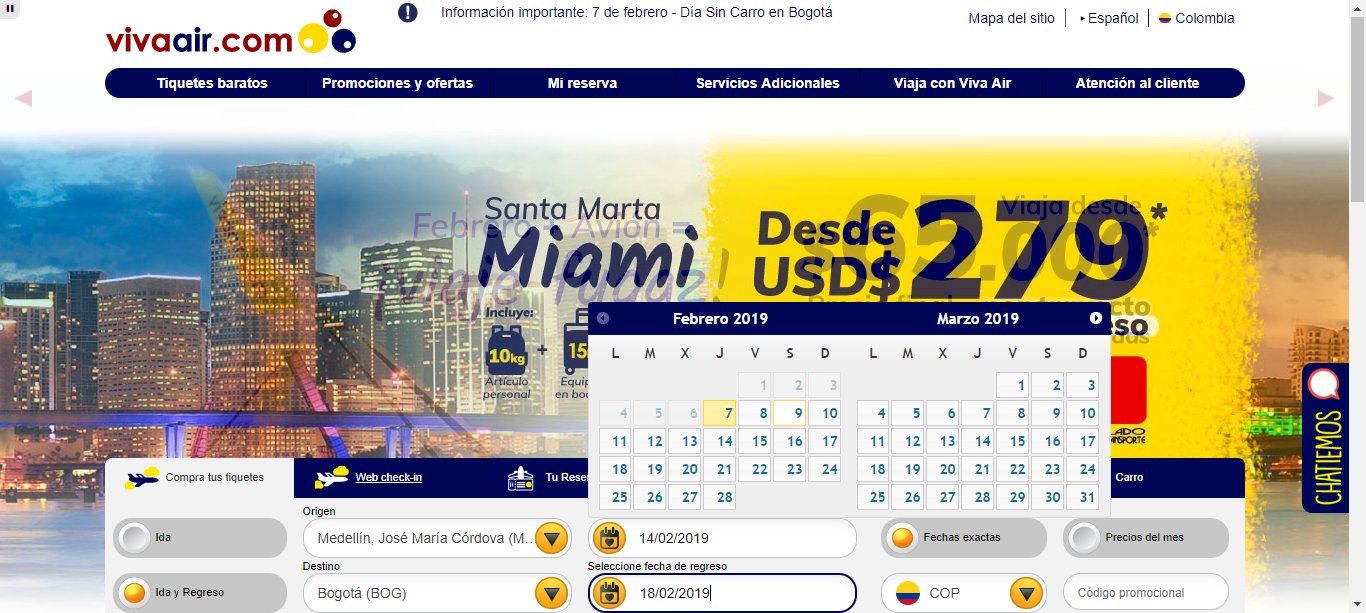 Información importante: 7 de febrero - Día Sin Carro en Bogotá
Mapa del sitio
Español
Colombia
vivaair.com
Tiquetes baratos
Promociones y ofertas
Mi reserva
Servicios Adicionales
Viaja con Viva Air
Atención al cliente
Santa Marta
Febrero + Avión =
Miami
Desde
USD$
279*
Viaja desde
Incluye:
10kg
+
15
Artículo
personal
Febrero 2019
Marzo 2019
L M X J V S D
L M X J V S D
1 2 3
1 2 3
4 5 6 7 8 9 10
4 5 6 7 8 9 10
11 12 13 14 15 16 17
11 12 13 14 15 16 17
18 19 20 21 22 23 24
18 19 20 21 22 23 24
25 26 27 28
25 26 27 28 29 30 31
CHATIEMOS
Compra tus tiquetes
Web check-in
Tu Rese
Carro
Ida
Origen
Medellín, José María Córdova (M...
14/02/2019
Fechas exactas
Precios del mes
Ida y Regreso
Destino
Bogotá (BOG)
Seleccione fecha de regreso
18/02/2019
COP
Código promocional